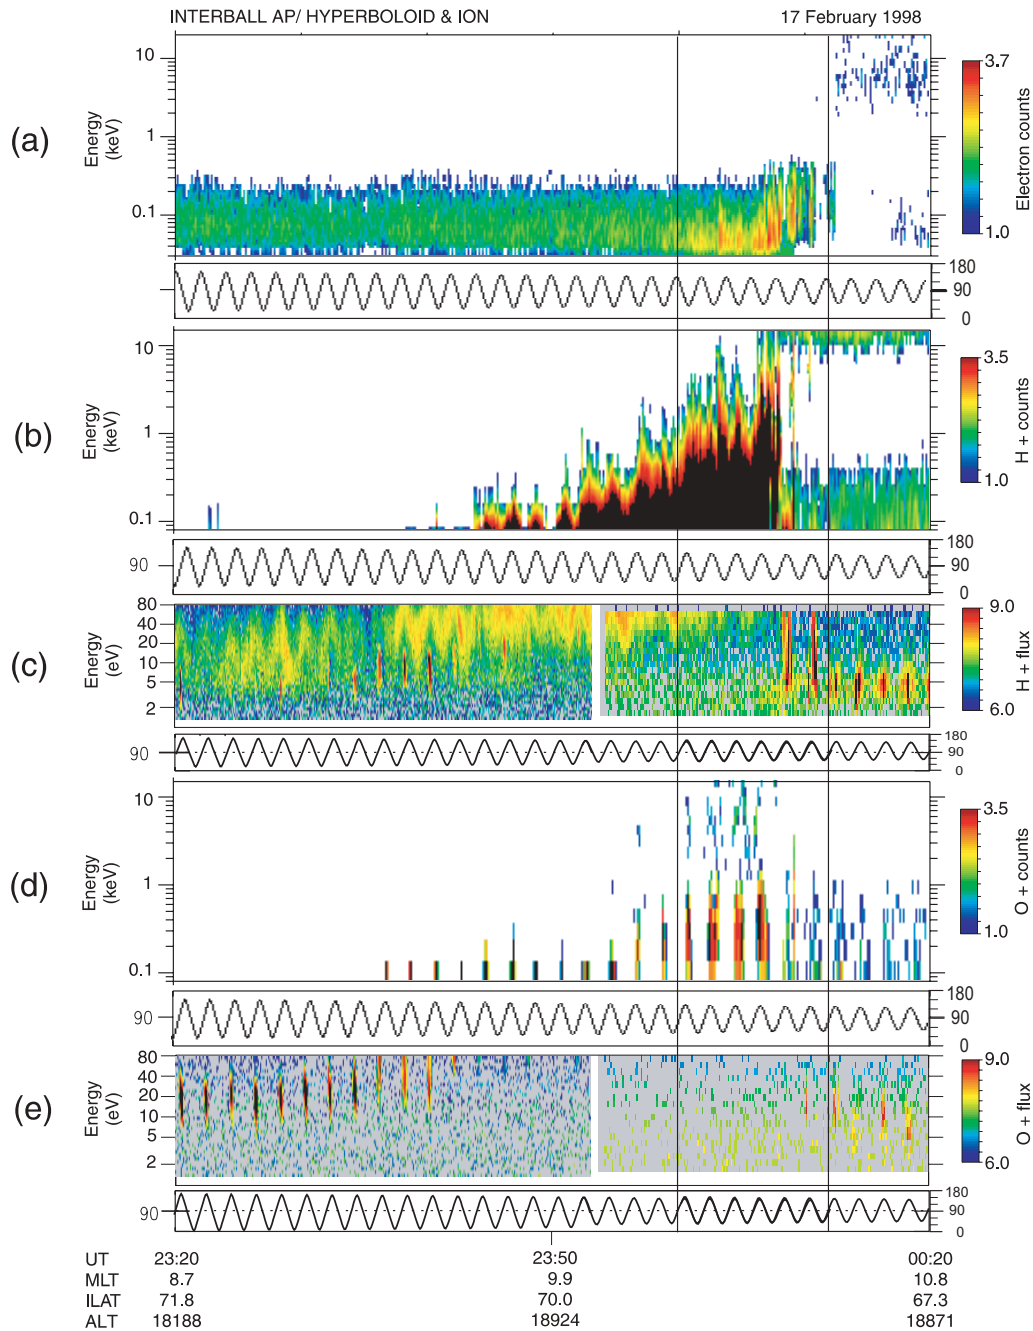 INTERBALL AP/ HYPERBOLOID & ION 17 February 1998
(a)
Energy
(keV)
10
1
0.1
3.7
1.0
Electron counts
180
90
0
(b)
Energy
(keV)
10
1
0.1
3.5
1.0
H + counts
90
180
90
0
(c)
Energy
(eV)
80
40
20
10
5
2
9.0
6.0
H + flux
90
180
90
0
(d)
Energy
(keV)
10
1
0.1
3.5
1.0
O + counts
90
180
90
0
(e)
Energy
(eV)
80
40
20
10
5
2
9.0
6.0
O + flux
90
180
90
0
UT 23:20 23:50 00:20
MLT 8.7 9.9 10.8
ILAT 71.8 70.0 67.3
ALT 18188 18924 18871